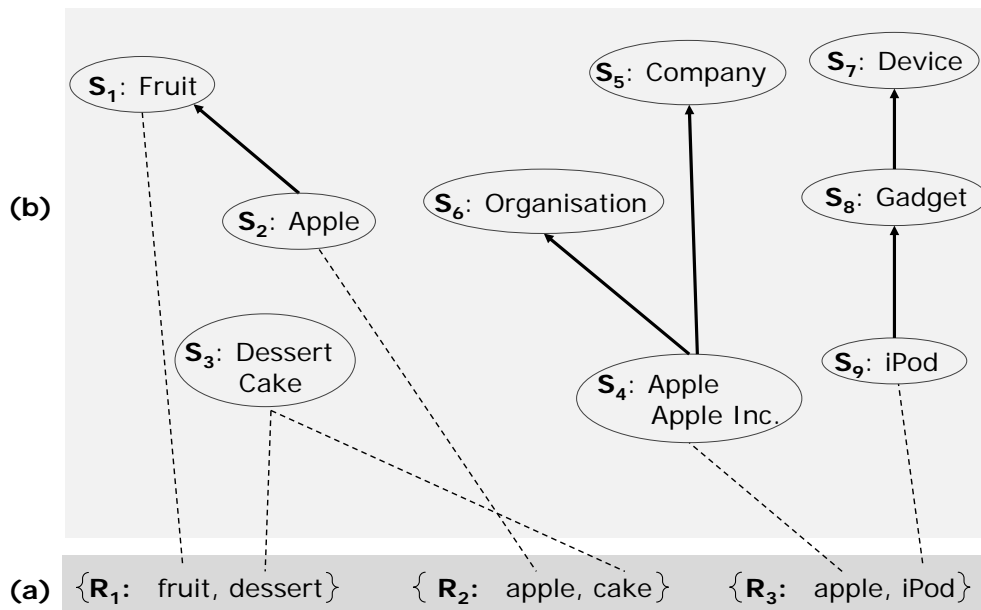 S5: Company
S7: Device
S1: Fruit
(b)
S6: Organisation
S8: Gadget
S2: Apple
S3: Dessert
Cake
S9: iPod
S4: Apple
Apple Inc.
(a)
{R1: fruit, dessert}
{ R2: apple, cake}
{R3: apple, iPod}